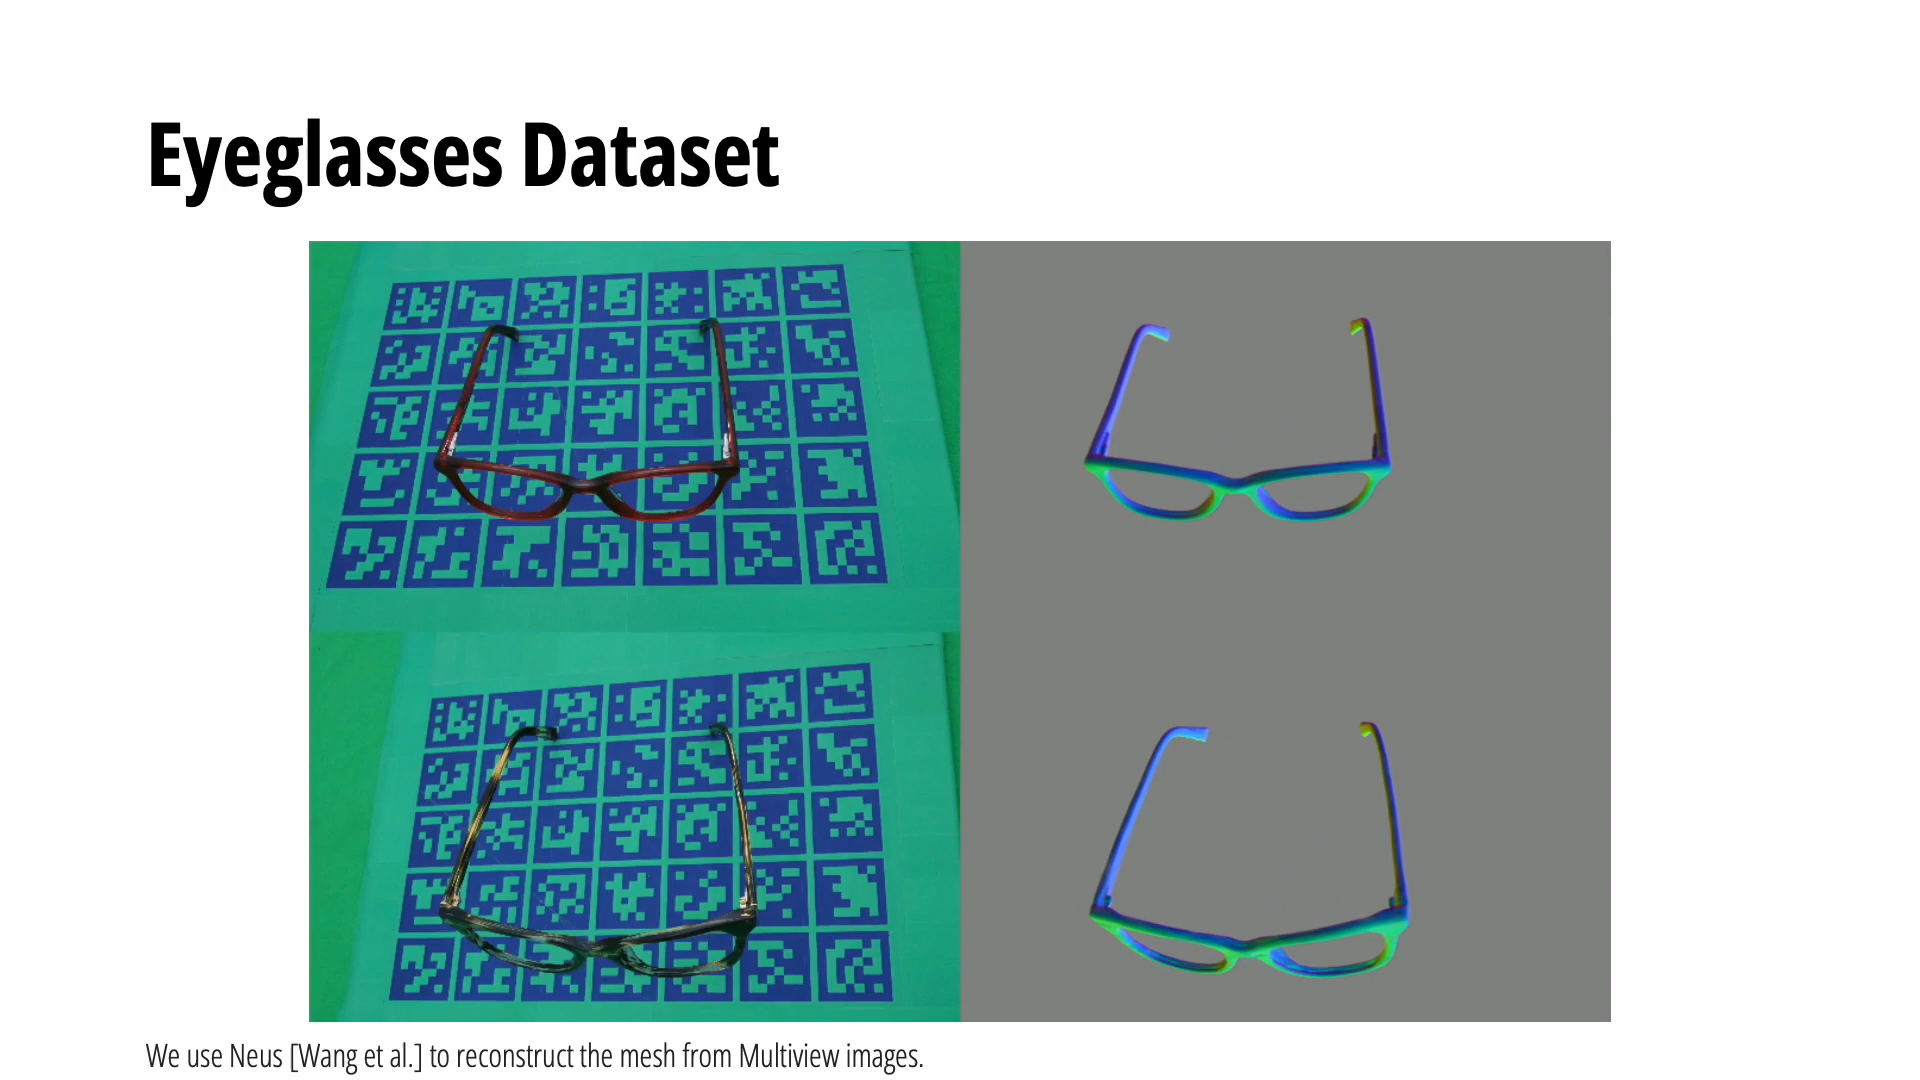 Eyeglasses Dataset
We use Neus [Wang et al.] to reconstruct the mesh from Multiview images.